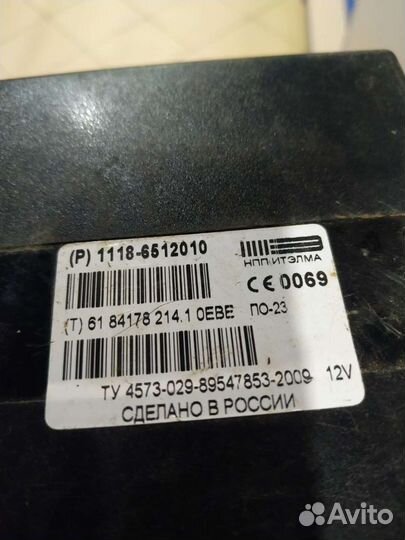 (P) 1118-6512010
НПП ИТЭЛМА
CE 0069
(T) 61 84178 214.1 0EBE ПО-23
ТУ 4573-029-89547853-2009 12V
СДЕЛАНО В РОССИИ
Avito